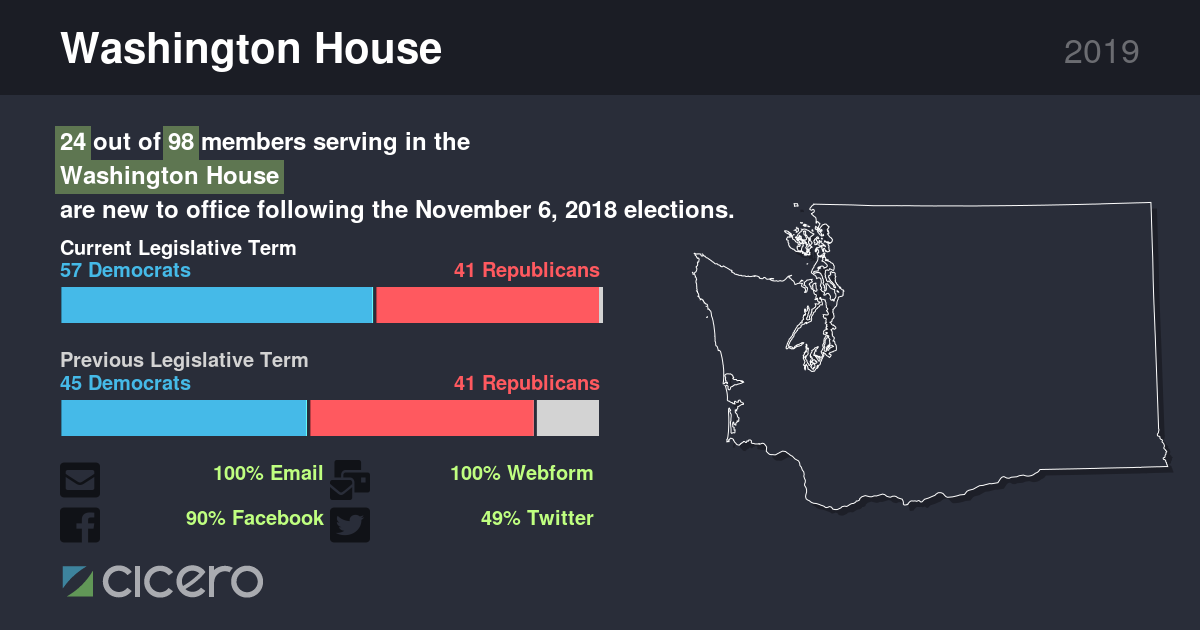 Washington House
2019
24 out of 98 members serving in the
Washington House
are new to office following the November 6, 2018 elections.
Current Legislative Term
57 Democrats 41 Republicans
Previous Legislative Term
45 Democrats 41 Republicans
100% Email 100% Webform
90% Facebook 49% Twitter
cicero